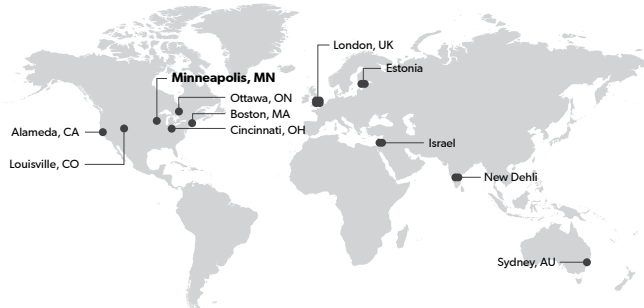 London, UK
Estonia
Minneapolis, MN
Ottawa, ON
Boston, MA
Alameda, CA
Cincinnati, OH
Israel
Louisville, CO
New Dehli
Sydney, AU